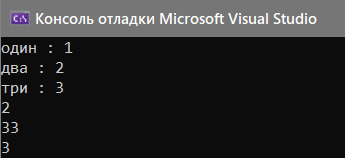 Консоль отладки Microsoft Visual Studio
один : 1
два : 2
три : 3
2
33
3